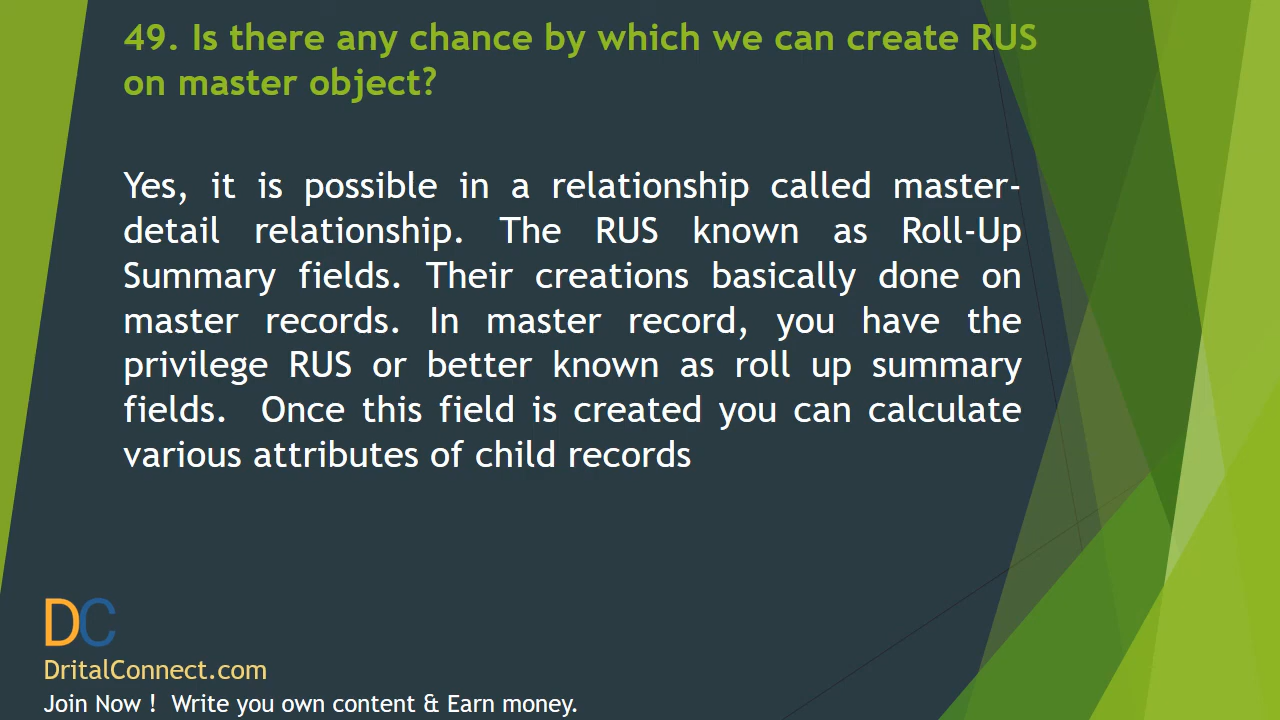 49. Is there any chance by which we can create RUS
on master object?
Yes, it is possible in a relationship called master-
detail relationship. The RUS known as Roll-Up
Summary fields. Their creations basically done on
master records. In master record, you have the
privilege RUS or better known as roll up summary
fields. Once this field is created you can calculate
various attributes of child records
DC
DritalConnect.com
Join Now ! Write you own content & Earn money.